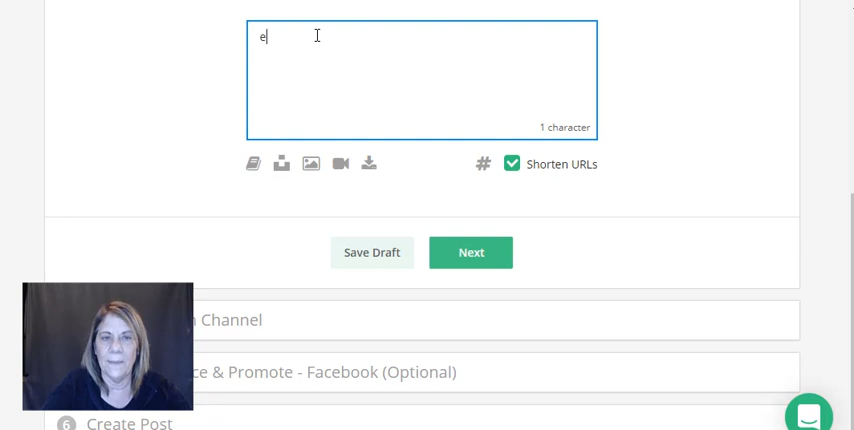 e
1 character
# Shorten URLs
Save Draft Next
Channel
ce & Promote - Facebook (Optional)
6 Create Post